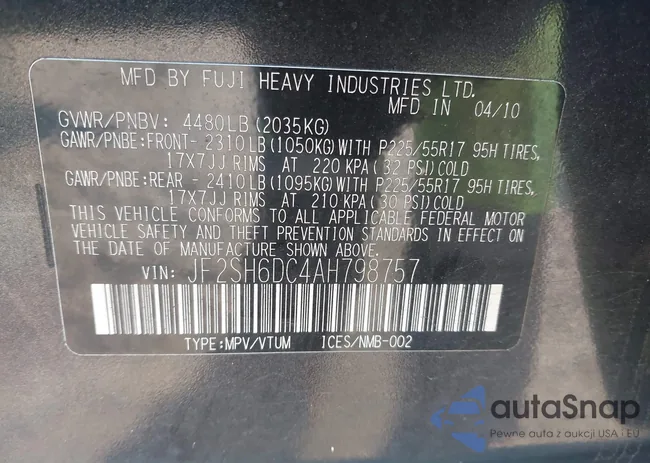 MFD BY FUJI HEAVY INDUSTRIES LTD.
MFD IN 04/10
GVWR/PNBV: 4480LB(2035KG)
GAWR/PNBE:FRONT- 2310LB(1050KG)WITH P225/55R17 95H TIRES,
17X7JJ RIMS AT 220 KPA(32 PSI)COLD
GAWR/PNBE:REAR - 2410LB(1095KG)WITH P225/55R17 95H TIRES,
17X7JJ RIMS AT 210 KPA(30 PSI)COLD
THIS VEHICLE CONFORMS TO ALL APPLICABLE FEDERAL MOTOR
VEHICLE SAFETY AND THEFT PREVENTION STANDARDS IN EFFECT ON
THE DATE OF MANUFACTURE SHOWN ABOVE.
VIN: JF2SH6DC4AH798757
TYPE:MPV/VTUM ICES/NMB-002
autaSnap
Pewne auta z aukcji USA i EU